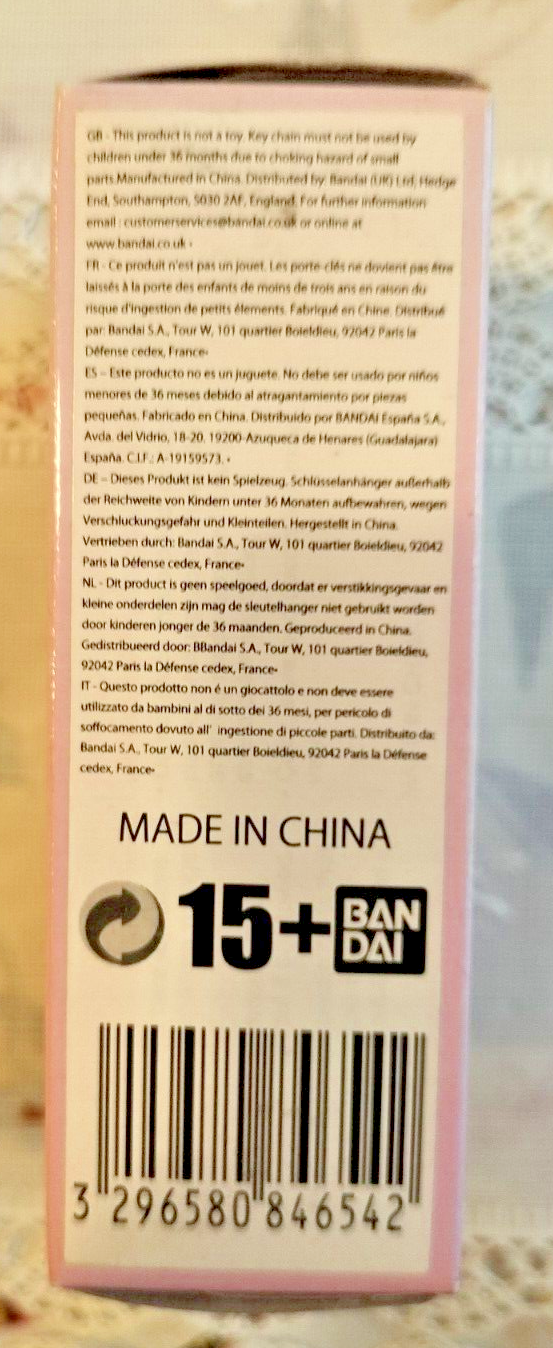 GB - This product is not a toy. Key chain must not be used by
children under 36 months due to choking hazard of small
parts.Manufactured in China. Distributed by: Bandai (UK) Ltd, Hedge
End, Southampton, SO30 2AF, England. For further information
email : customerservices@bandai.co.uk or online at
www.bandai.co.uk •
FR - Ce produit n'est pas un jouet. Les porte-clés ne dovient pas être
laissés à la porte des enfants de moins de trois ans en raison du
risque d'ingestion de petits élements. Fabriqué en Chine. Distribué
par: Bandai S.A., Tour W, 101 quartier Boieldieu, 92042 Paris la
Défense cedex, France•
ES – Este producto no es un juguete. No debe ser usado por niños
menores de 36 meses debido al atragantamiento por piezas
pequeñas. Fabricado en China. Distribuido por BANDAI España S.A.,
Avda. del Vidrio, 18-20. 19200-Azuqueca de Henares (Guadalajara)
España. C.I.F.: A-19159573. •
DE – Dieses Produkt ist kein Spielzeug. Schlüsselanhänger außerhalb
der Reichweite von Kindern unter 36 Monaten aufbewahren, wegen
Verschluckungsgefahr und Kleinteilen. Hergestellt in China.
Vertrieben durch: Bandai S.A., Tour W, 101 quartier Boieldieu, 92042
Paris la Défense cedex, France•
NL - Dit product is geen speelgoed, doordat er verstikkingsgevaar en
kleine onderdelen zijn mag de sleutelhanger niet gebruikt worden
door kinderen jonger de 36 maanden. Geproduceerd in China.
Gedistribueerd door: BBandai S.A., Tour W, 101 quartier Boieldieu,
92042 Paris la Défense cedex, France•
IT - Questo prodotto non é un giocattolo e non deve essere
utilizzato da bambini al di sotto dei 36 mesi, per pericolo di
soffocamento dovuto all' ingestione di piccole parti. Distribuito da:
Bandai S.A., Tour W, 101 quartier Boieldieu, 92042 Paris la Défense
cedex, France•
MADE IN CHINA
15+ BAN
DAI
3 296580 846542